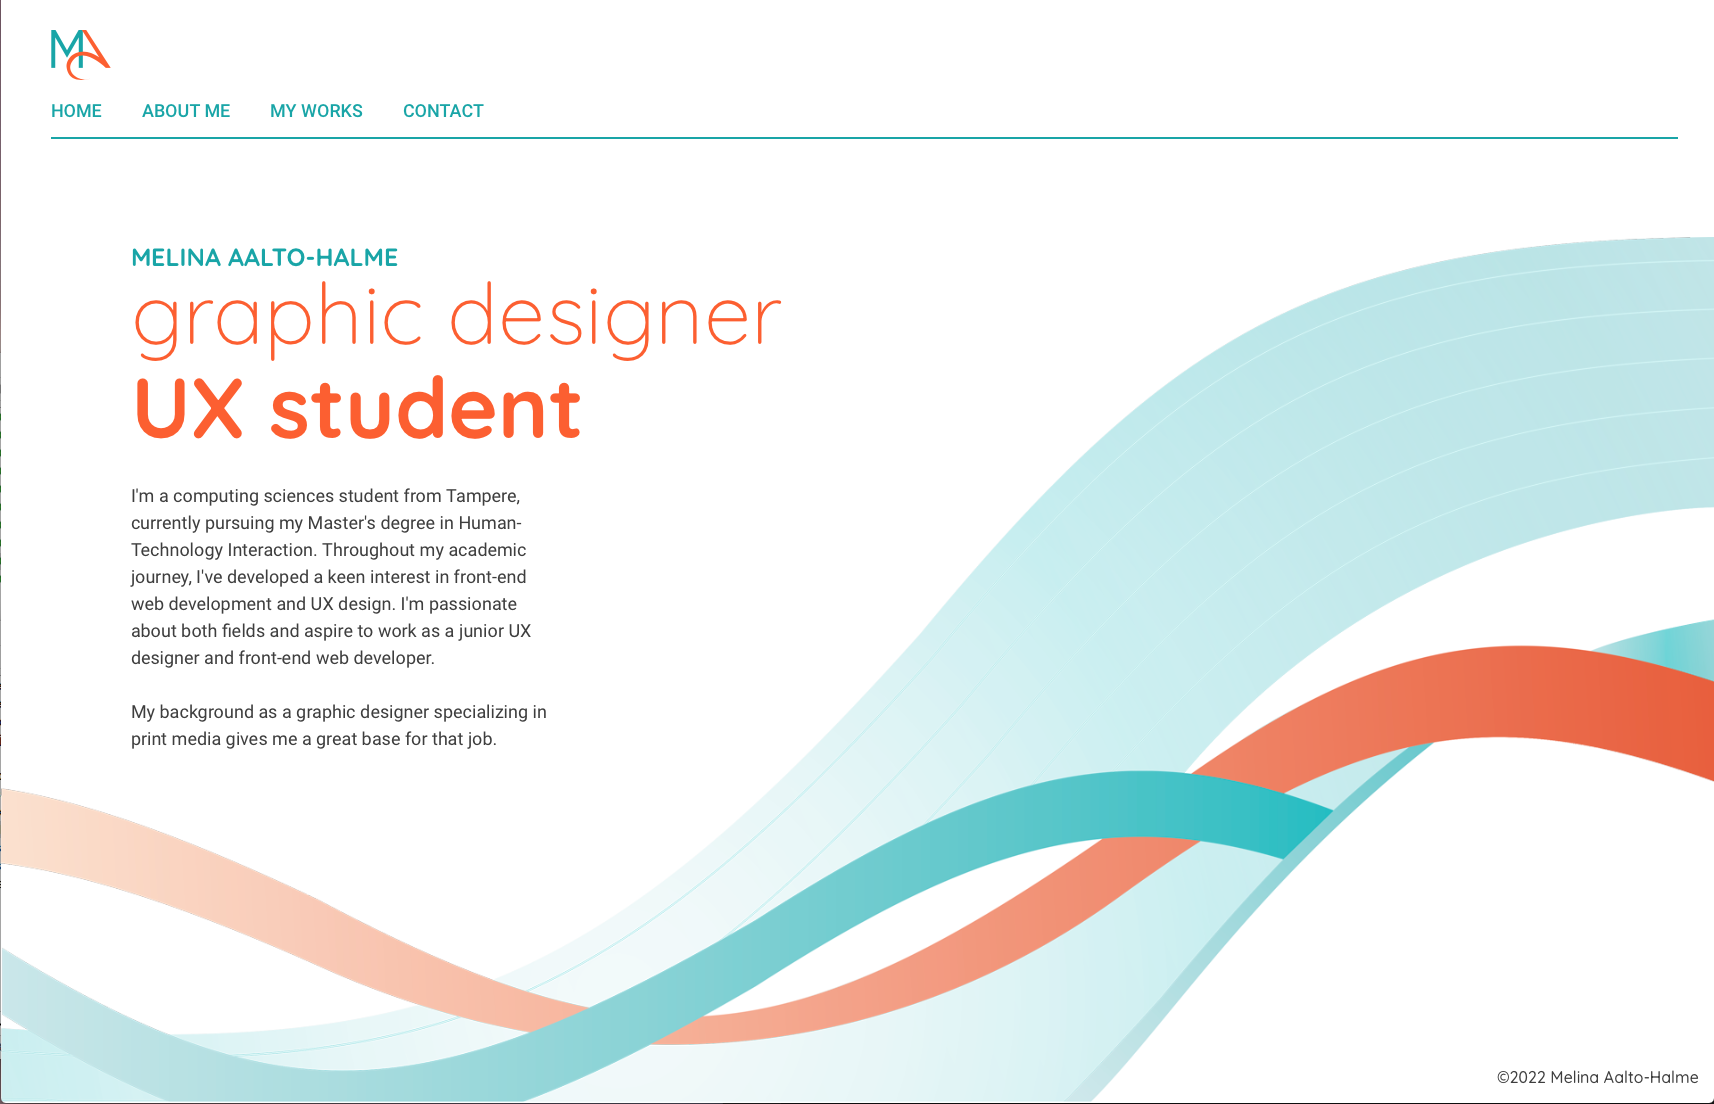 MA
HOME ABOUT ME MY WORKS CONTACT
MELINA AALTO-HALME
graphic designer
UX student
I'm a computing sciences student from Tampere,
currently pursuing my Master's degree in Human-
Technology Interaction. Throughout my academic
journey, I've developed a keen interest in front-end
web development and UX design. I'm passionate
about both fields and aspire to work as a junior UX
designer and front-end web developer.
My background as a graphic designer specializing in
print media gives me a great base for that job.
©2022 Melina Aalto-Halme